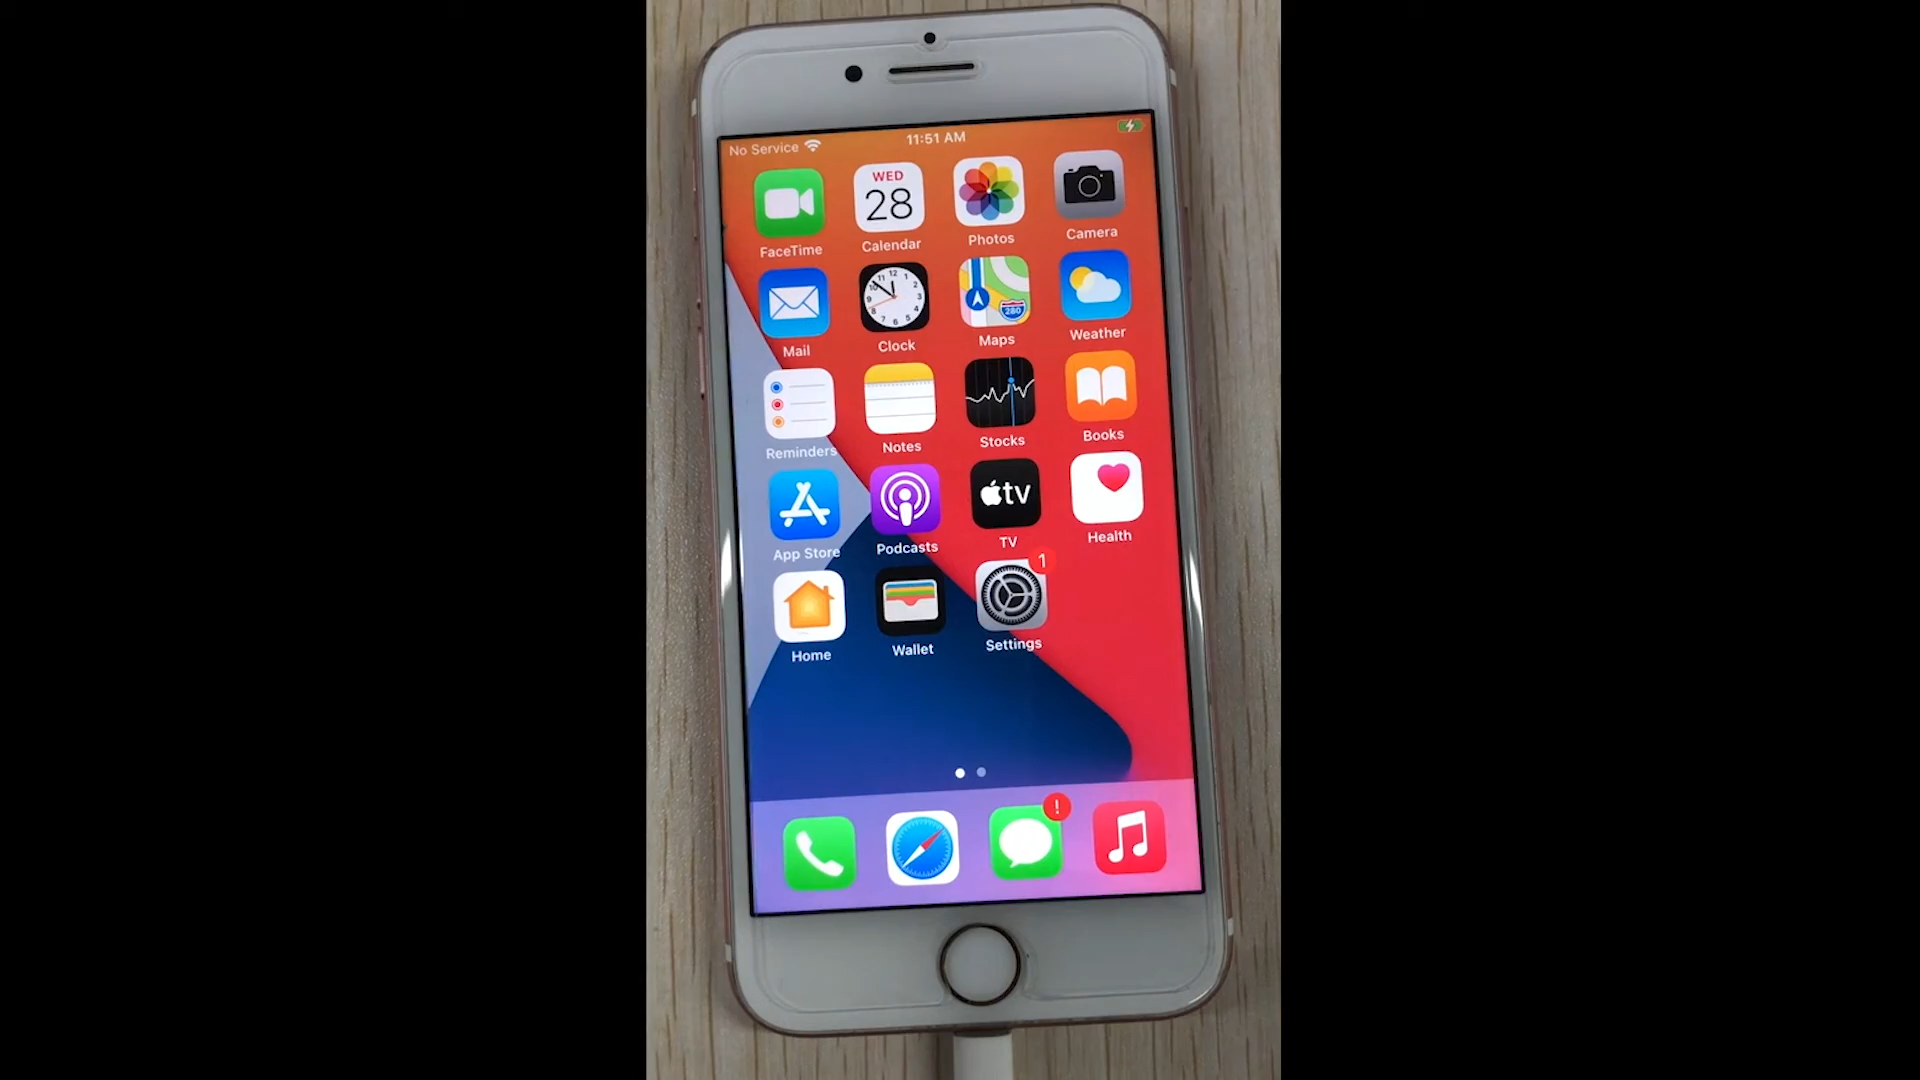 No Service
11:51 AM
WED
28
FaceTime
Calendar
Photos
Camera
280
Mail
Clock
Maps
Weather
Reminders
Notes
Stocks
Books
tv
App Store
Podcasts
TV
Health
1
Home
Wallet
Settings
!